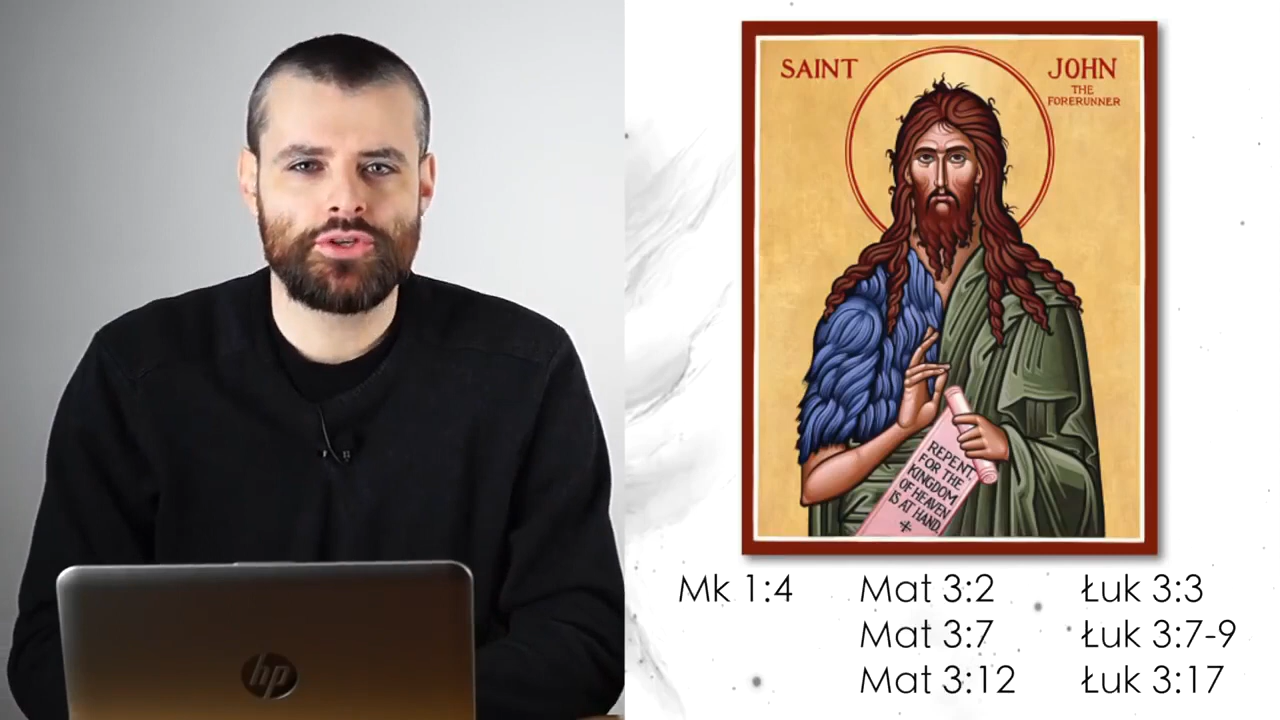 SAINT
JOHN
THE
FORERUNNER
REPENT,
FOR THE
KINGDOM
OF HEAVEN
IS AT HAND.
hp
Mk 1:4 Mat 3:2 Łuk 3:3
Mat 3:7 Łuk 3:7-9
Mat 3:12 Łuk 3:17